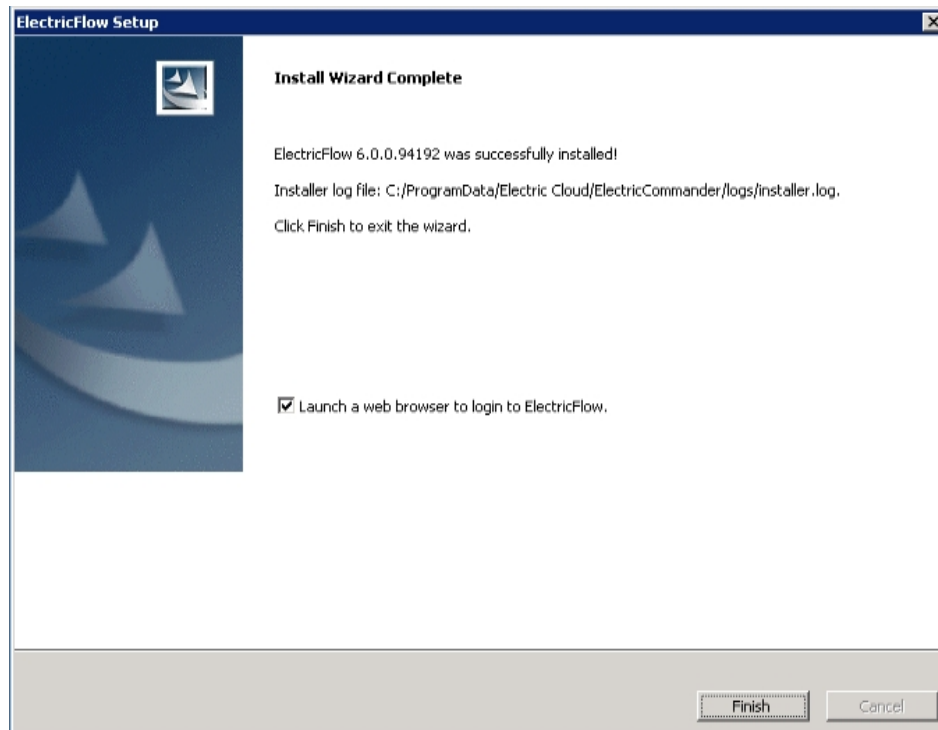 ElectricFlow Setup
Install Wizard Complete
ElectricFlow 6.0.0.94192 was successfully installed!
Installer log file: C:/ProgramData/Electric Cloud/ElectricCommander/logs/installer.log.
Click Finish to exit the wizard.
Launch a web browser to login to ElectricFlow.
Finish
Cancel